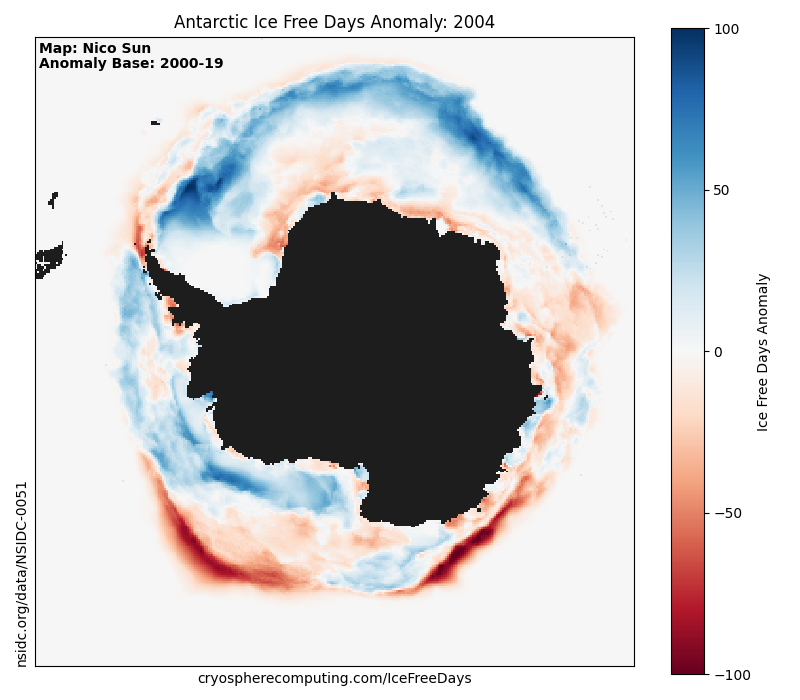 Antarctic Ice Free Days Anomaly: 2004
Map: Nico Sun
Anomaly Base: 2000-19
100
50
0
−50
−100
Ice Free Days Anomaly
nsidc.org/data/NSIDC-0051
cryospherecomputing.com/IceFreeDays